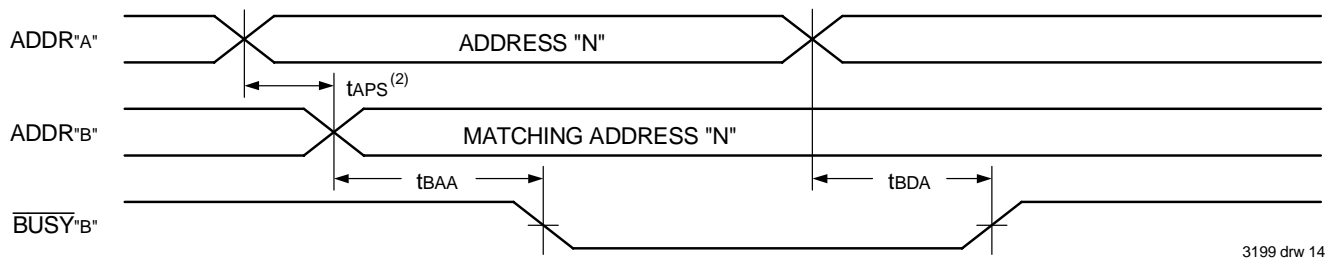 ADDR"A"
ADDRESS "N"
tAPS(2)
ADDR"B"
MATCHING ADDRESS "N"
tBAA
tBDA
BUSY"B"
3199 drw 14